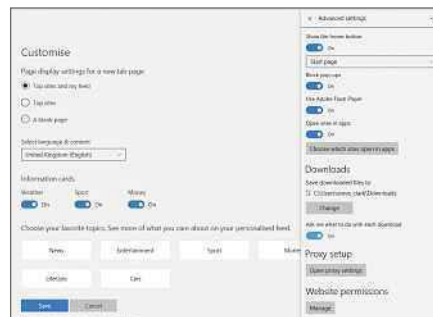 Customise
Page display settings for a new tab page
Top sites and my feed
Top sites
A blank page
Select language & content
United Kingdom (English)
Information cards
Weather Sport Money
On On On
Choose your favorite topics. See more of what you care about on your personalised feed.
News Entertainment Sport
Lifestyle Cars
Save Cancel
Advanced settings
Show the home button
On
Start page
Block pop-ups
On
Use Adobe Flash Player
On
Open sites in apps
On
Choose which sites open in apps
Downloads
Save downloaded files to
Change
Ask me what to do with each download
On
Proxy setup
Open proxy settings
Website permissions
Manage